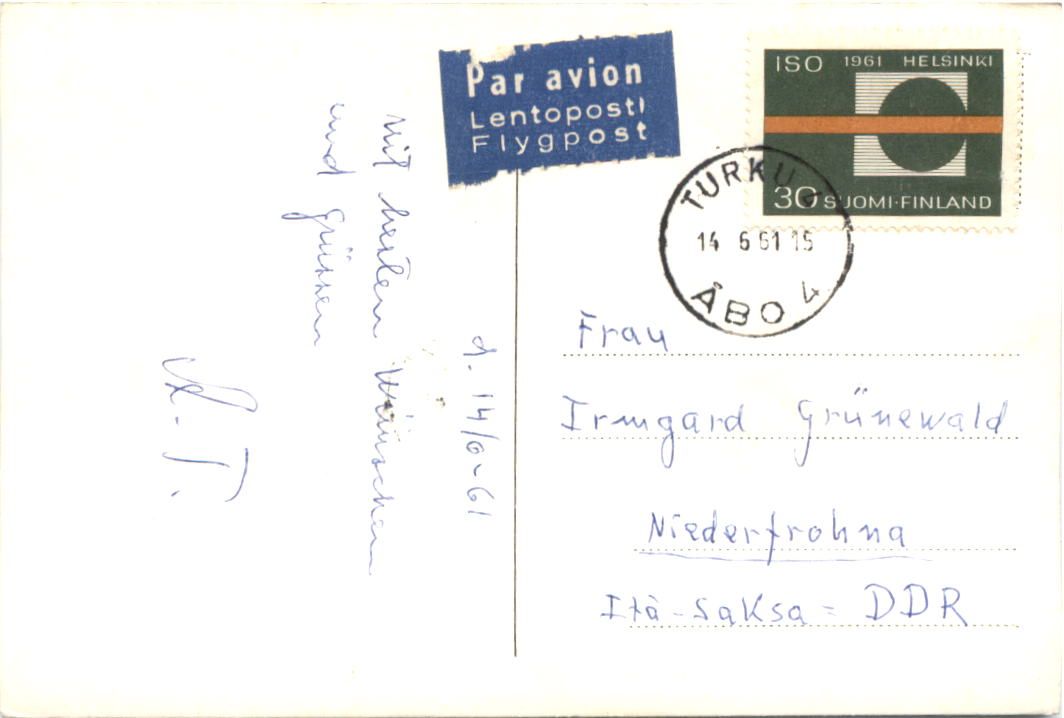 Par avion
Lentoposti
Flygpost
ISO 1961 HELSINKI
30 SUOMI·FINLAND
TURKU
14 6 61 15
ÅBO 4
d. 14/6-61
Mit besten Wünschen
und Grüssen
Frau
Irmgard Grünewald
Niederfrohna
Itä-Saksa = DDR